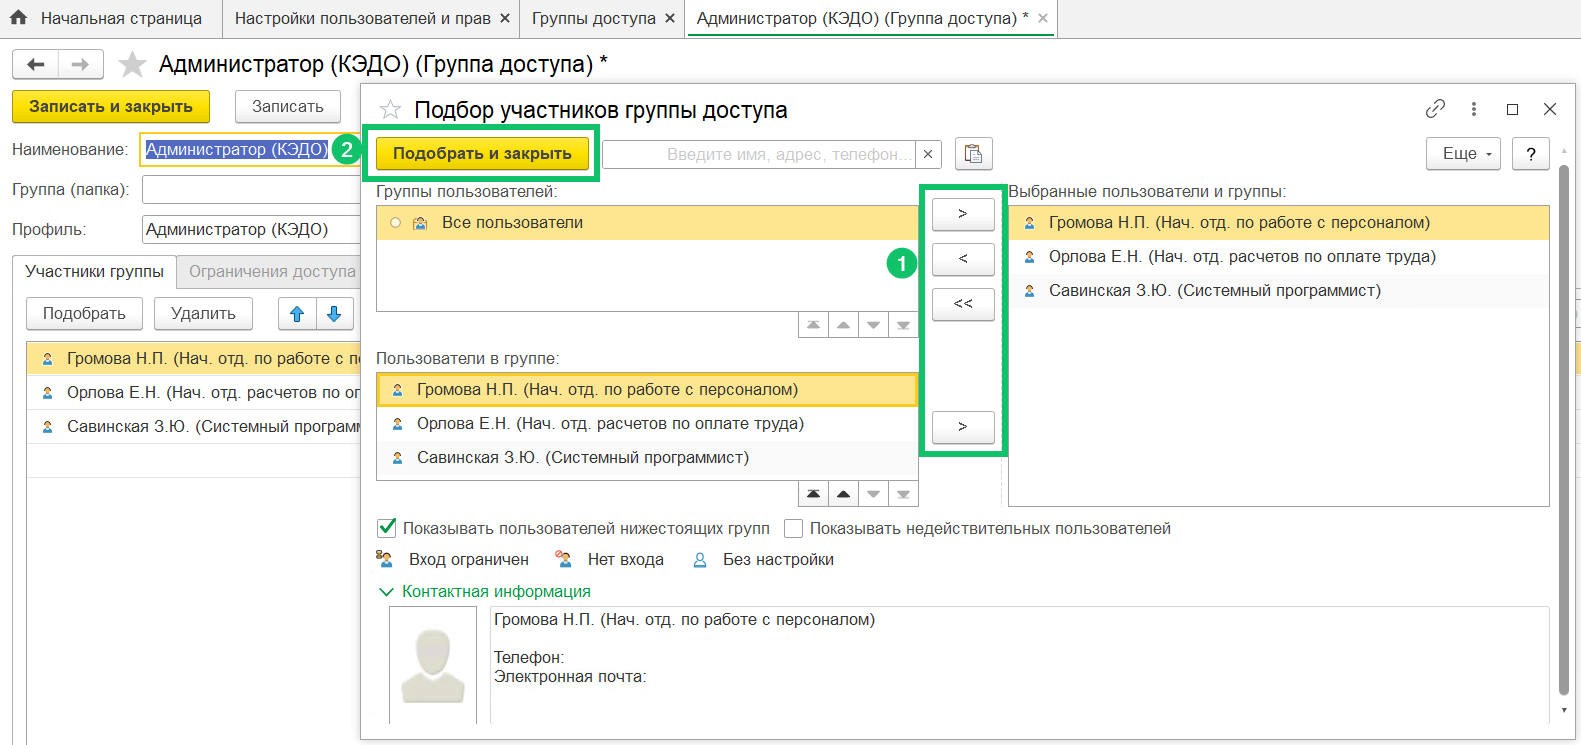 Начальная страница
Настройки пользователей и прав ×
Группы доступа ×
Администратор (КЭДО) (Группа доступа) * ×
Администратор (КЭДО) (Группа доступа) *
Записать и закрыть
Записать
Наименование: Администратор (КЭДО)
Группа (папка):
Профиль: Администратор (КЭДО)
Участники группы
Ограничения доступа
Подобрать
Удалить
Громова Н.П. (Нач. отд. по работе с п
Орлова Е.Н. (Нач. отд. расчетов по оп
Савинская З.Ю. (Системный програм
Подбор участников группы доступа
2
Подобрать и закрыть
Введите имя, адрес, телефон... ×
Еще
?
Группы пользователей:
Все пользователи
1
>
<
<<
>
Выбранные пользователи и группы:
Громова Н.П. (Нач. отд. по работе с персоналом)
Орлова Е.Н. (Нач. отд. расчетов по оплате труда)
Савинская З.Ю. (Системный программист)
Пользователи в группе:
Громова Н.П. (Нач. отд. по работе с персоналом)
Орлова Е.Н. (Нач. отд. расчетов по оплате труда)
Савинская З.Ю. (Системный программист)
Показывать пользователей нижестоящих групп
Показывать недействительных пользователей
Вход ограничен
Нет входа
Без настройки
Контактная информация
Громова Н.П. (Нач. отд. по работе с персоналом)
Телефон:
Электронная почта: